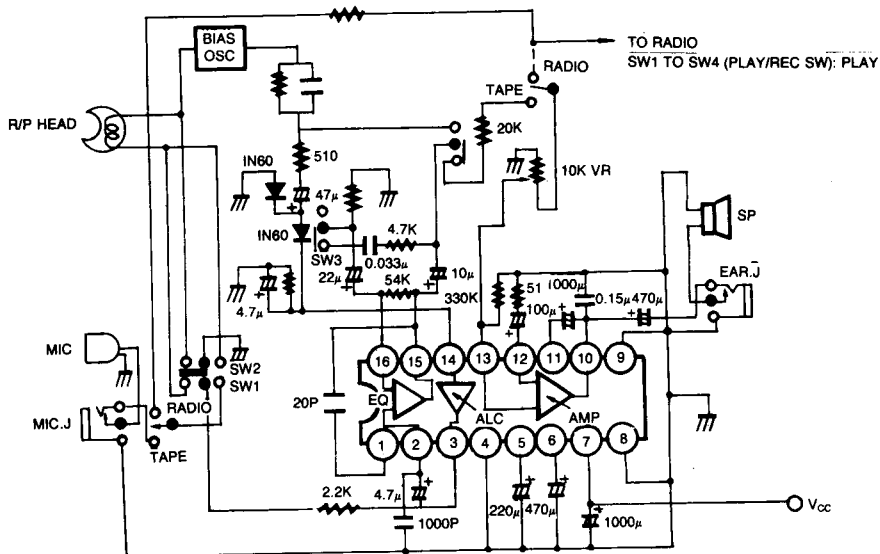 BIAS
OSC
TO RADIO
SW1 TO SW4 (PLAY/REC SW): PLAY
RADIO
TAPE
R/P HEAD
20K
510
10K VR
IN60
47μ
+
SP
IN60
SW3
4.7K
0.033μ
22μ
10μ
54K
330K
51
1000μ
EAR.J
4.7μ
100μ
0.15μ
470μ
MIC
SW2
SW1
16
15
14
13
12
11
10
9
EQ
20P
ALC
AMP
RADIO
MIC.J
TAPE
1
2
3
4
5
6
7
8
2.2K
4.7μ
1000P
220μ
470μ
1000μ
VCC